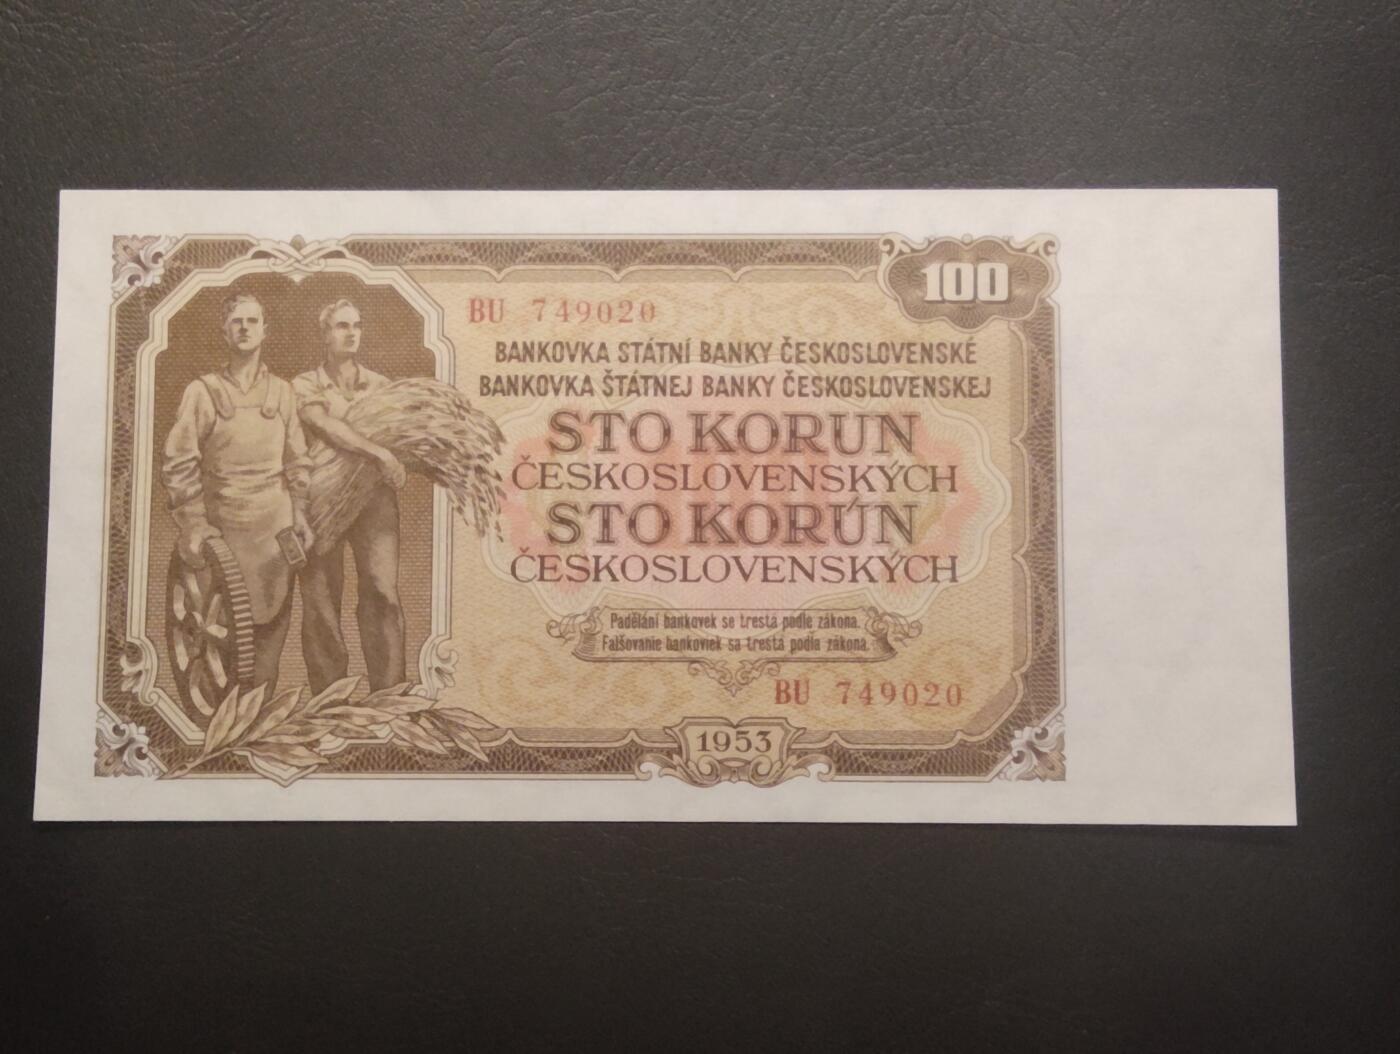 100
BU 749020
BANKOVKA STÁTNÍ BANKY ČESKOSLOVENSKÉ
BANKOVKA ŠTÁTNEJ BANKY ČESKOSLOVENSKEJ
STO KORUN
ČESKOSLOVENSKÝCH
STO KORÚN
ČESKOSLOVENSKÝCH
Padělání bankovek se trestá podle zákona.
Falšovanie bankoviek sa trestá podľa zákona.
BU 749020
1953